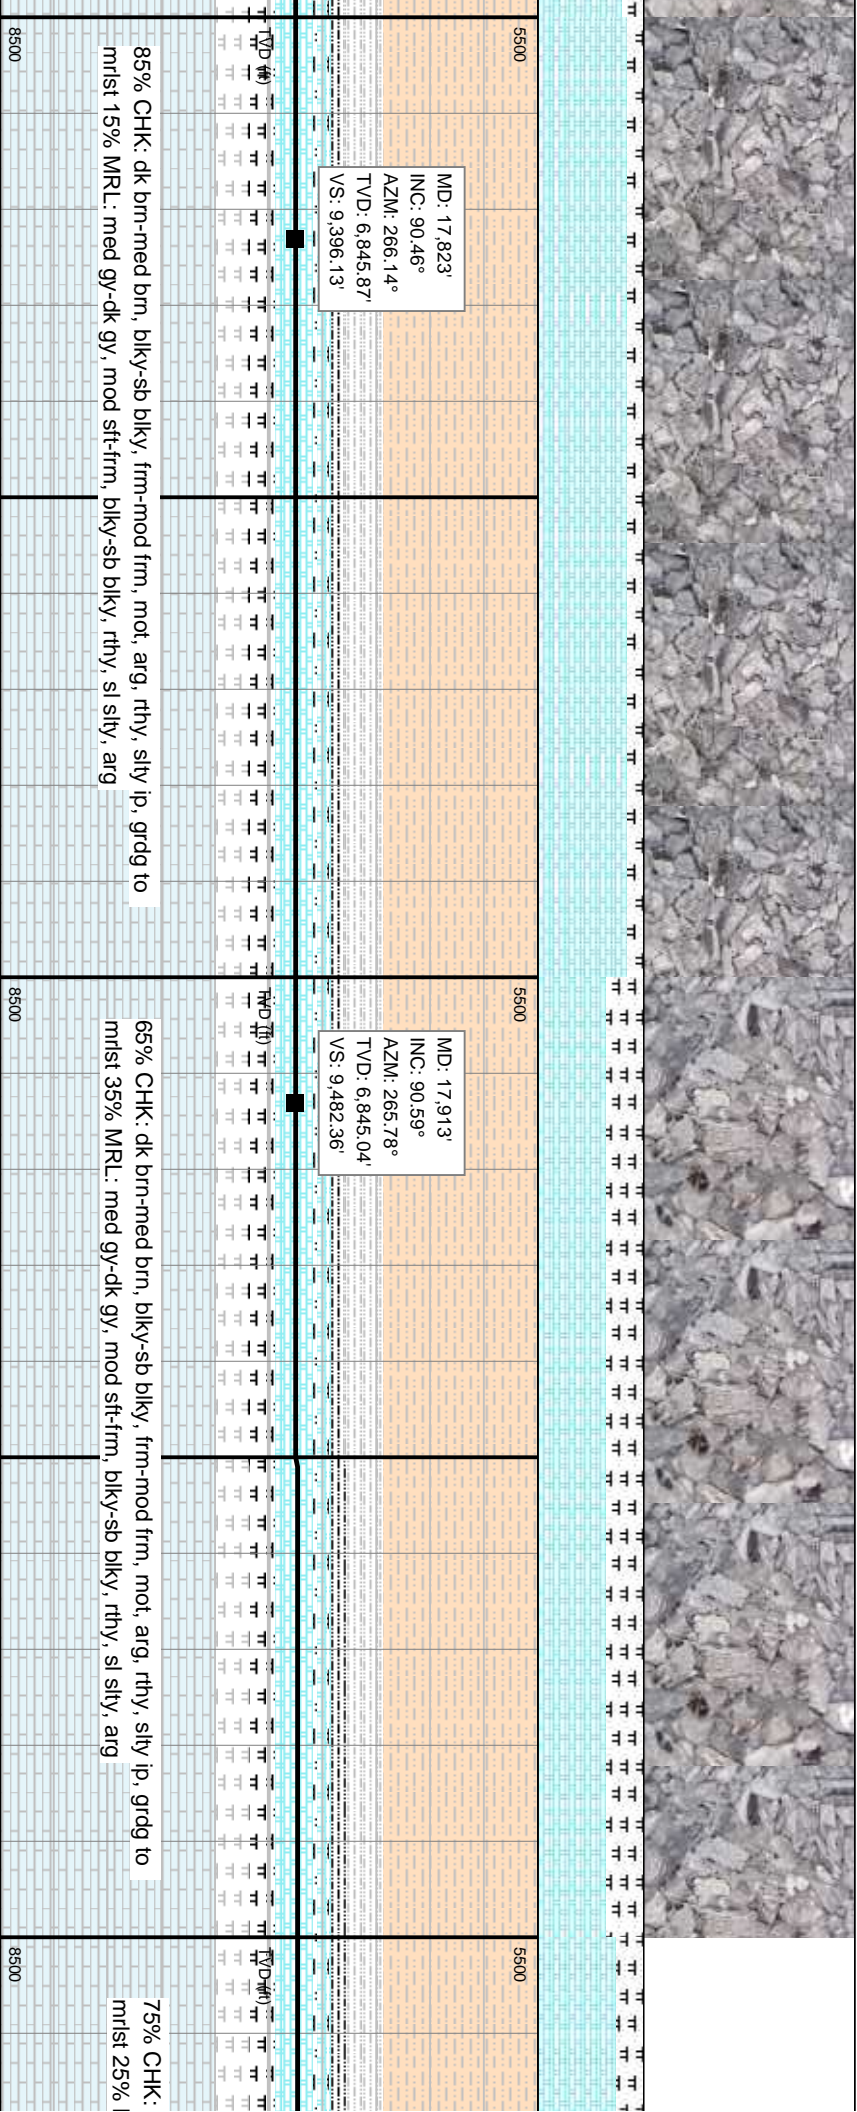 5500
TVD (ft)
8500
MD: 17,823'
INC: 90.46°
AZM: 266.14°
TVD: 6,845.87'
VS: 9,396.13'
85% CHK: dk brn-med brn, blky-sb blky, frm-mod frm, mot, arg, rthy, slty ip, grdg to
mrlst 15% MRL: med gy-dk gy, mod sft-frm, blky-sb blky, rthy, sl slty, arg
5500
TVD (ft)
8500
MD: 17,913'
INC: 90.59°
AZM: 265.78°
TVD: 6,845.04'
VS: 9,482.36'
65% CHK: dk brn-med brn, blky-sb blky, frm-mod frm, mot, arg, rthy, slty ip, grdg to
mrlst 35% MRL: med gy-dk gy, mod sft-frm, blky-sb blky, rthy, sl slty, arg
5500
TVD (ft)
8500
75% CHK:
mrlst 25%